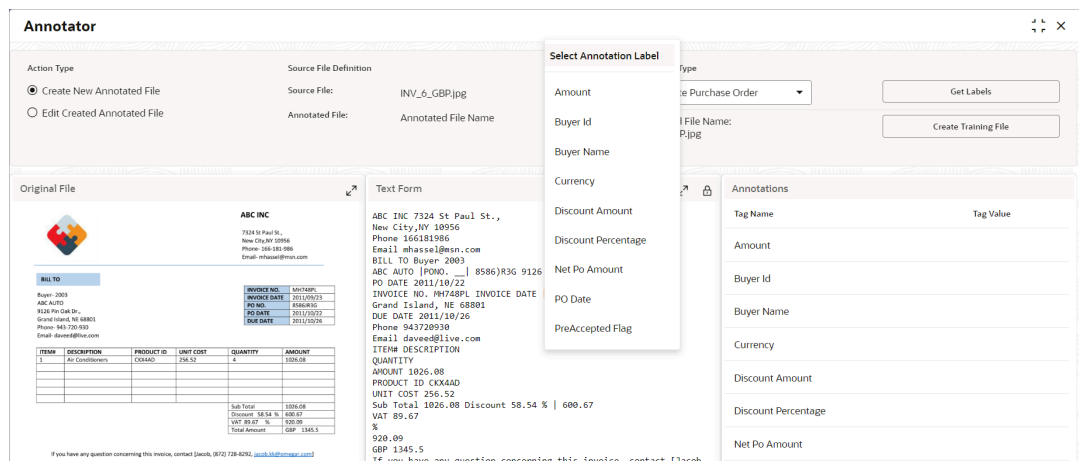 Annotator
Action Type
Create New Annotated File
Edit Created Annotated File
Source File Definition
Source File:
INV_6_GBP.jpg
Annotated File:
Annotated File Name
Select Annotation Label
Amount
Buyer Id
Buyer Name
Currency
Discount Amount
Discount Percentage
Net Po Amount
PO Date
PreAccepted Flag
Type
Purchase Order
File Name:
P.jpg
Get Labels
Create Training File
Original File
ABC INC
7324 St Paul St.,
New City,NY 10956
Phone- 166-181-986
Email- mhassel@msn.com
BILL TO
Buyer- 2003
ABC AUTO
9126 Pin Oak Dr.,
Grand Island, NE 68801
Phone- 943-720-930
Email- daveed@live.com
INVOICE NO. MH748PL
INVOICE DATE 2011/09/23
PO NO. 8586IR3G
PO DATE 2011/10/22
DUE DATE 2011/10/26
ITEM# DESCRIPTION PRODUCT ID UNIT COST QUANTITY AMOUNT
1 Air Conditioners CKX4AD 256.52 4 1026.08
Sub Total 1026.08
Discount 58.54 % 600.67
VAT 89.67 % 920.09
Total Amount GBP 1345.5
If you have any question concerning this invoice, contact [Jacob, (872) 728-8292, jacob.kk@omegar.com]
Text Form
ABC INC 7324 St Paul St.,
New City,NY 10956
Phone 166181986
Email mhassel@msn.com
BILL TO Buyer 2003
ABC AUTO |PONO. __| 8586)R3G 9126
PO DATE 2011/10/22
INVOICE NO. MH748PL INVOICE DATE
Grand Island, NE 68801
DUE DATE 2011/10/26
Phone 943720930
Email daveed@live.com
ITEM# DESCRIPTION
QUANTITY
AMOUNT 1026.08
PRODUCT ID CKX4AD
UNIT COST 256.52
Sub Total 1026.08 Discount 58.54 % | 600.67
VAT 89.67
%
920.09
GBP 1345.5
If you have any question concerning this invoice, contact [Jacob,
Annotations
Tag Name Tag Value
Amount
Buyer Id
Buyer Name
Currency
Discount Amount
Discount Percentage
Net Po Amount